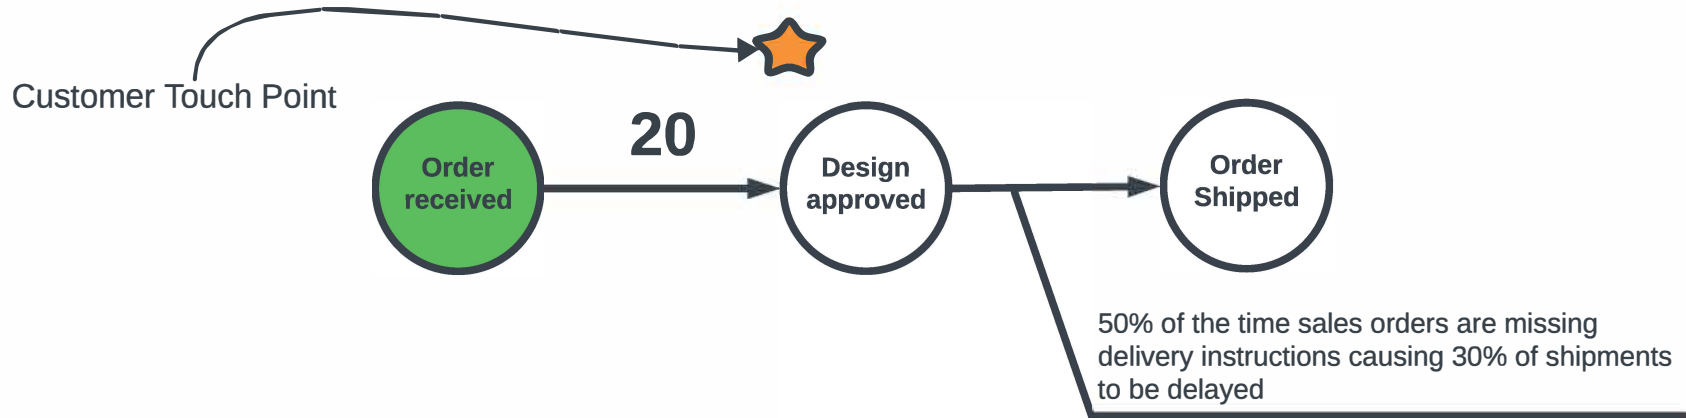 Customer Touch Point
20
Order
received
Design
approved
Order
Shipped
50% of the time sales orders are missing
delivery instructions causing 30% of shipments
to be delayed